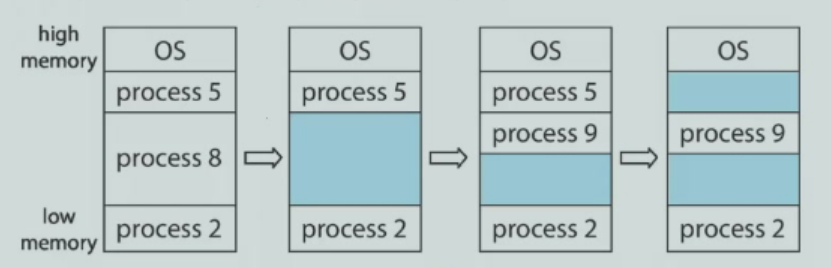 high
memory
OS
process 5
process 8
low
memory
process 2
OS
process 5
process 2
OS
process 5
process 9
process 2
OS
process 9
process 2